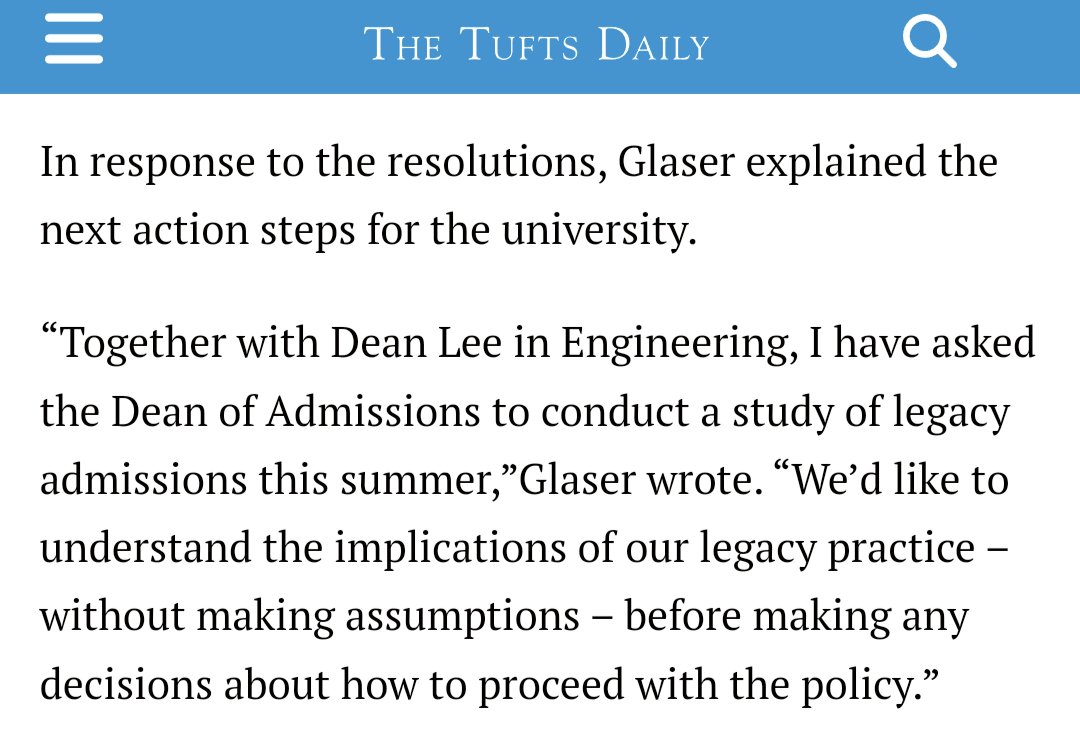 The Tufts Daily
In response to the resolutions, Glaser explained the
next action steps for the university.
“Together with Dean Lee in Engineering, I have asked
the Dean of Admissions to conduct a study of legacy
admissions this summer,”Glaser wrote. “We’d like to
understand the implications of our legacy practice –
without making assumptions – before making any
decisions about how to proceed with the policy.”